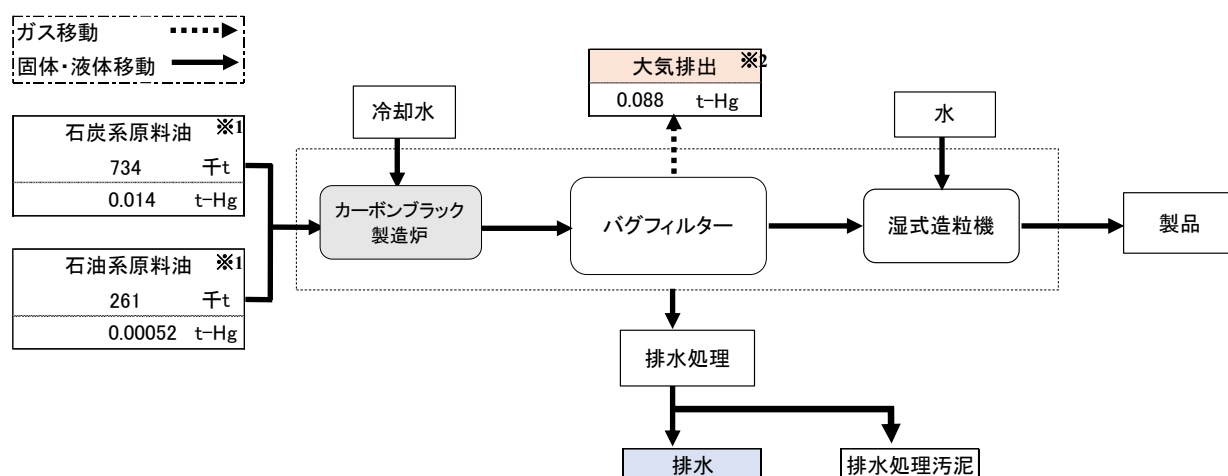 ガス移動
固体・液体移動
大気排出 ※2
0.088 t-Hg
冷却水
水
石炭系原料油 ※1
734 千t
0.014 t-Hg
カーボンブラック
製造炉
バグフィルター
湿式造粒機
製品
石油系原料油 ※1
261 千t
0.00052 t-Hg
排水処理
排水
排水処理汚泥